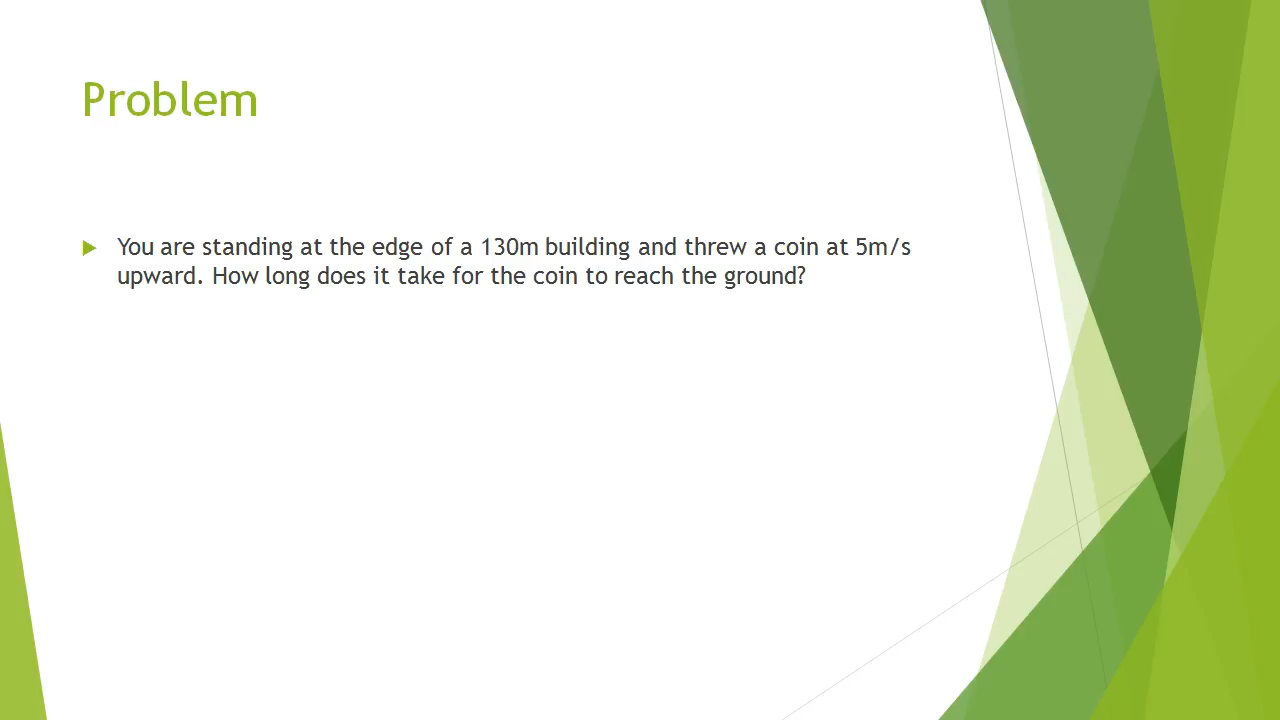 Problem
You are standing at the edge of a 130m building and threw a coin at 5m/s
upward. How long does it take for the coin to reach the ground?